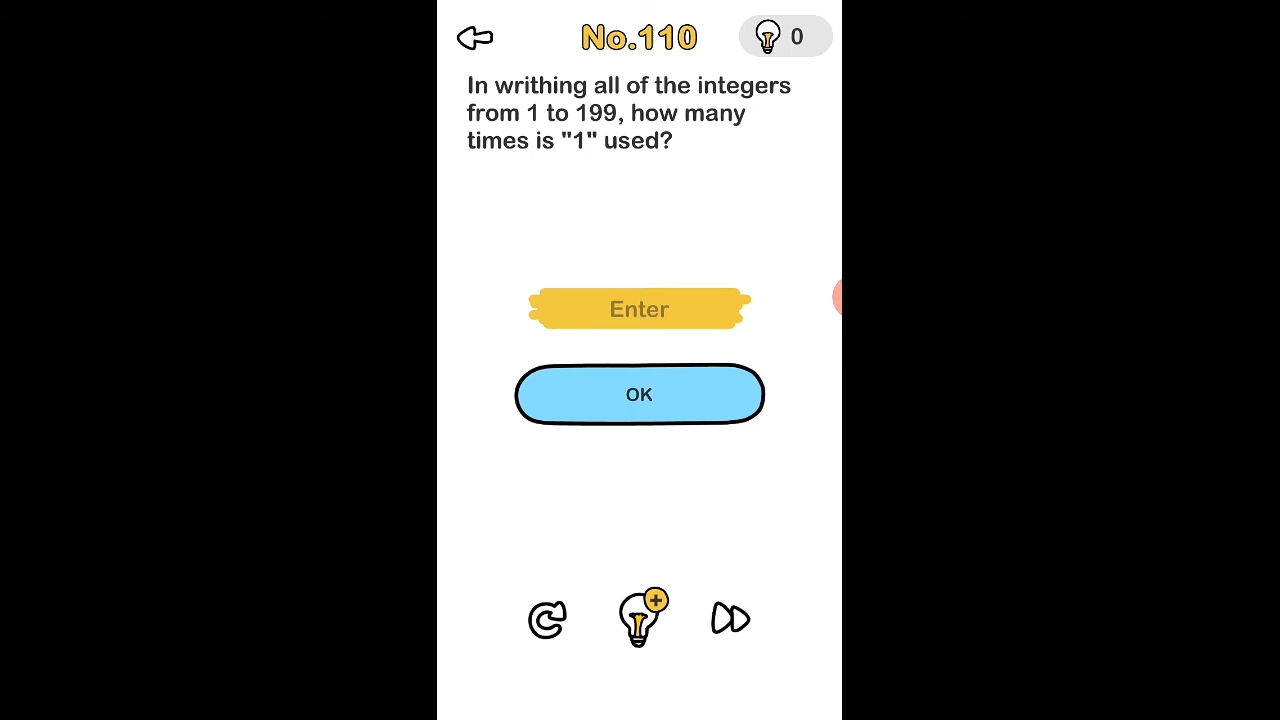 No.110
0
In writhing all of the integers
from 1 to 199, how many
times is "1" used?
Enter
OK